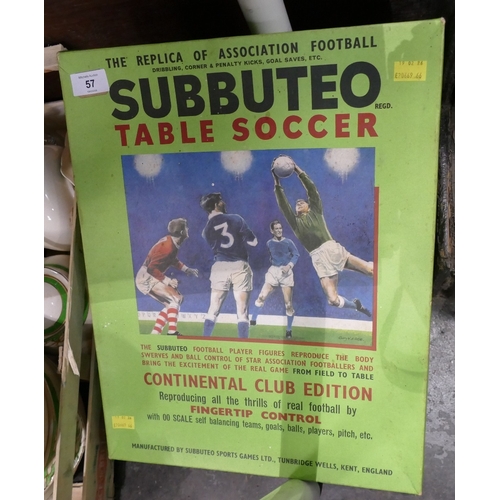 THE REPLICA OF ASSOCIATION FOOTBALL
DRIBBLING, CORNER & PENALTY KICKS, GOAL SAVES, ETC.
57
SUBBUTEO
REGD.
TABLE SOCCER
3
THE SUBBUTEO FOOTBALL PLAYER FIGURES REPRODUCE THE BODY
SWERVES AND BALL CONTROL OF STAR ASSOCIATION FOOTBALLERS AND
BRING THE EXCITEMENT OF THE REAL GAME FROM FIELD TO TABLE
CONTINENTAL CLUB EDITION
Reproducing all the thrills of real football by
FINGERTIP CONTROL
with OO SCALE self balancing teams, goals, balls, players, pitch, etc.
MANUFACTURED BY SUBBUTEO SPORTS GAMES LTD., TUNBRIDGE WELLS, KENT, ENGLAND